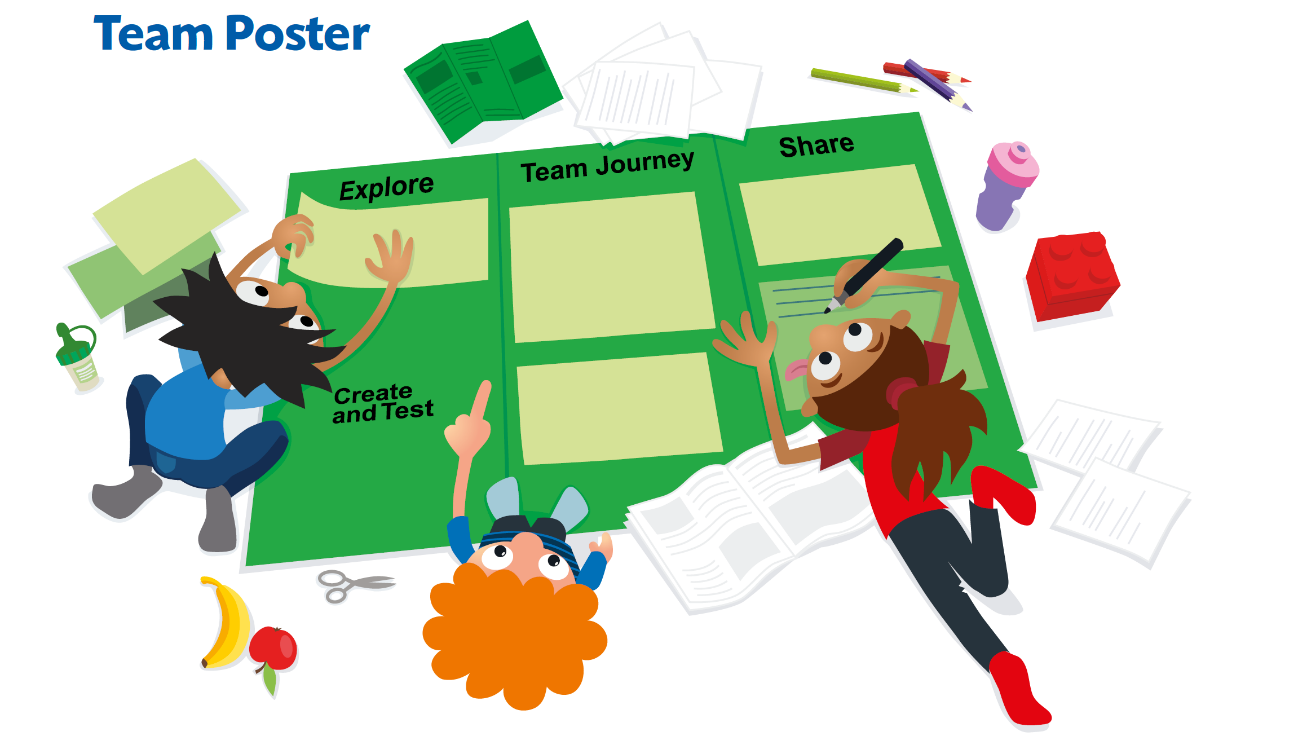 Team Poster
Explore
Team Journey
Share
Create
and Test